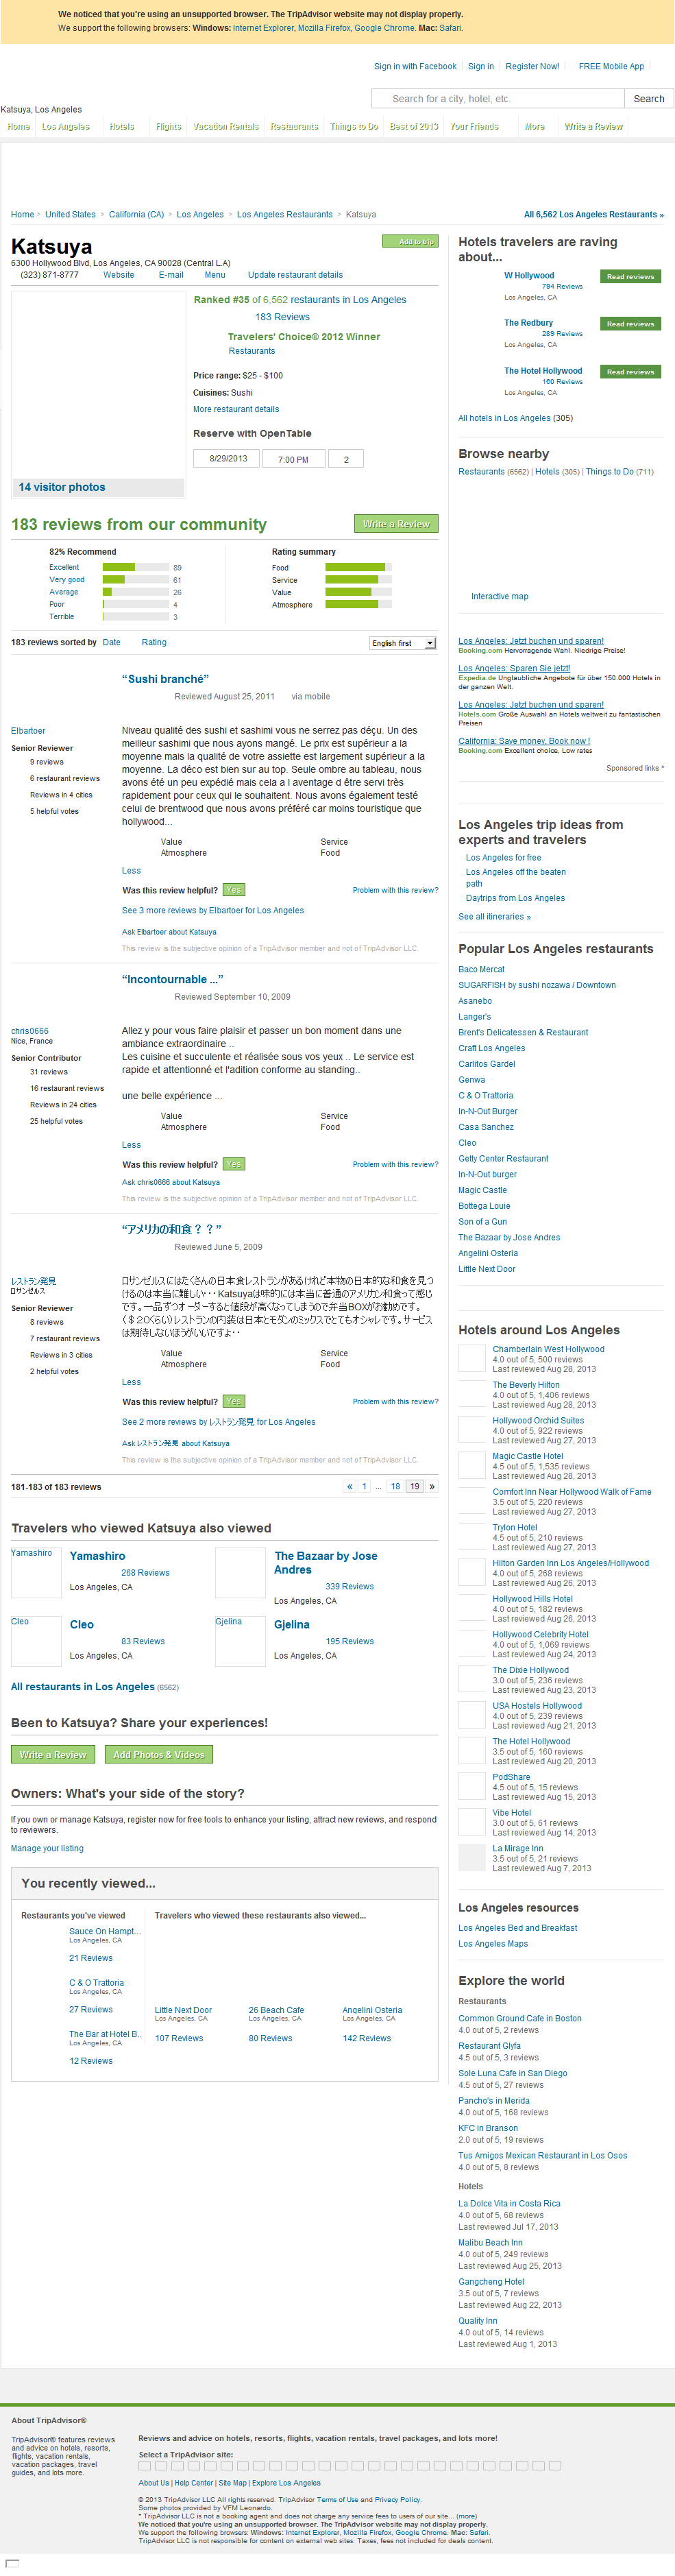 We noticed that you're using an unsupported browser. The TripAdvisor website may not display properly.
We support the following browsers: Windows: Internet Explorer, Mozilla Firefox, Google Chrome. Mac: Safari.
Sign in with Facebook Sign in Register Now! FREE Mobile App
Search for a city, hotel, etc. Search
Katsuya, Los Angeles
Home Los Angeles Hotels Flights Vacation Rentals Restaurants Things to Do Best of 2013 Your Friends More Write a Review
Home > United States > California (CA) > Los Angeles > Los Angeles Restaurants > Katsuya
All 6,562 Los Angeles Restaurants »
Katsuya
Add to trip
6300 Hollywood Blvd, Los Angeles, CA 90028 (Central L.A)
(323) 871-8777 Website E-mail Menu Update restaurant details
Ranked #35 of 6,562 restaurants in Los Angeles
183 Reviews
Travelers' Choice® 2012 Winner
Restaurants
Price range: $25 - $100
Cuisines: Sushi
More restaurant details
Reserve with OpenTable
8/29/2013 7:00 PM 2
14 visitor photos
183 reviews from our community
Write a Review
82% Recommend
Excellent 89
Very good 61
Average 26
Poor 4
Terrible 3
Rating summary
Food
Service
Value
Atmosphere
183 reviews sorted by Date Rating
English first
“Sushi branché”
Reviewed August 25, 2011 via mobile
Elbartoer
Senior Reviewer
9 reviews
6 restaurant reviews
Reviews in 4 cities
5 helpful votes
Niveau qualité des sushi et sashimi vous ne serrez pas déçu. Un des
meilleur sashimi que nous ayons mangé. Le prix est supérieur a la
moyenne mais la qualité de votre assiette est largement supérieur a la
moyenne. La déco est bien sur au top. Seule ombre au tableau, nous
avons été un peu expédié mais cela a l avantage d être servi très
rapidement pour ceux qui le souhaitent. Nous avons également testé
celui de brentwood que nous avons préféré car moins touristique que
hollywood...
Value Service
Atmosphere Food
Less
Was this review helpful? Yes Problem with this review?
See 3 more reviews by Elbartoer for Los Angeles
Ask Elbartoer about Katsuya
This review is the subjective opinion of a TripAdvisor member and not of TripAdvisor LLC.
“Incontournable ...”
Reviewed September 10, 2009
chris0666
Nice, France
Senior Contributor
31 reviews
16 restaurant reviews
Reviews in 24 cities
25 helpful votes
Allez y pour vous faire plaisir et passer un bon moment dans une
ambiance extraordinaire ..
Les cuisine et succulente et réalisée sous vos yeux .. Le service est
rapide et attentionné et l'adition conforme au standing..
une belle expérience ...
Value Service
Atmosphere Food
Less
Was this review helpful? Yes Problem with this review?
Ask chris0666 about Katsuya
This review is the subjective opinion of a TripAdvisor member and not of TripAdvisor LLC.
“アメリカの和食？？”
Reviewed June 5, 2009
レストラン発見
ロサンゼルス
Senior Reviewer
8 reviews
7 restaurant reviews
Reviews in 3 cities
2 helpful votes
ロサンゼルスにはたくさんの日本食レストランがあるけれど本物の日本的な和食を見つ
けるのは本当に難しい・・・Katsuyaは味的には本当に普通のアメリカン和食って感じ
です。一品ずつオーダーすると値段が高くなってしまうので弁当BOXがお勧めです。
（＄２０くらい）レストランの内装は日本とモダンのミックスでとてもオシャレです。サービス
は期待しないほうがいいですよ・・
Value Service
Atmosphere Food
Less
Was this review helpful? Yes Problem with this review?
See 2 more reviews by レストラン発見 for Los Angeles
Ask レストラン発見 about Katsuya
This review is the subjective opinion of a TripAdvisor member and not of TripAdvisor LLC.
181-183 of 183 reviews
« 1 ... 18 19 »
Travelers who viewed Katsuya also viewed
Yamashiro Yamashiro
268 Reviews
Los Angeles, CA
The Bazaar by Jose
Andres
339 Reviews
Los Angeles, CA
Cleo Cleo
83 Reviews
Los Angeles, CA
Gjelina Gjelina
195 Reviews
Los Angeles, CA
All restaurants in Los Angeles (6562)
Been to Katsuya? Share your experiences!
Write a Review Add Photos & Videos
Owners: What's your side of the story?
If you own or manage Katsuya, register now for free tools to enhance your listing, attract new reviews, and respond
to reviewers.
Manage your listing
You recently viewed...
Restaurants you've viewed
Sauce On Hampt...
Los Angeles, CA
21 Reviews
C & O Trattoria
Los Angeles, CA
27 Reviews
The Bar at Hotel B..
Los Angeles, CA
12 Reviews
Travelers who viewed these restaurants also viewed...
Little Next Door
Los Angeles, CA
107 Reviews
26 Beach Cafe
Los Angeles, CA
80 Reviews
Angelini Osteria
Los Angeles, CA
142 Reviews
Hotels travelers are raving
about...
W Hollywood Read reviews
794 Reviews
Los Angeles, CA
The Redbury Read reviews
289 Reviews
Los Angeles, CA
The Hotel Hollywood Read reviews
160 Reviews
Los Angeles, CA
All hotels in Los Angeles (305)
Browse nearby
Restaurants (6562) | Hotels (305) | Things to Do (711)
Interactive map
Los Angeles: Jetzt buchen und sparen!
Booking.com Hervorragende Wahl. Niedrige Preise!
Los Angeles: Sparen Sie jetzt!
Expedia.de Unglaubliche Angebote für über 150.000 Hotels in
der ganzen Welt.
Los Angeles: Jetzt buchen und sparen!
Hotels.com Große Auswahl an Hotels weltweit zu fantastischen
Preisen
California: Save money, Book now !
Booking.com Excellent choice, Low rates
Sponsored links *
Los Angeles trip ideas from
experts and travelers
Los Angeles for free
Los Angeles off the beaten
path
Daytrips from Los Angeles
See all itineraries »
Popular Los Angeles restaurants
Baco Mercat
SUGARFISH by sushi nozawa / Downtown
Asanebo
Langer's
Brent's Delicatessen & Restaurant
Craft Los Angeles
Carlitos Gardel
Genwa
C & O Trattoria
In-N-Out Burger
Casa Sanchez
Cleo
Getty Center Restaurant
In-N-Out burger
Magic Castle
Bottega Louie
Son of a Gun
The Bazaar by Jose Andres
Angelini Osteria
Little Next Door
Hotels around Los Angeles
Chamberlain West Hollywood
4.0 out of 5, 500 reviews
Last reviewed Aug 28, 2013
The Beverly Hilton
4.0 out of 5, 1,406 reviews
Last reviewed Aug 28, 2013
Hollywood Orchid Suites
4.0 out of 5, 922 reviews
Last reviewed Aug 27, 2013
Magic Castle Hotel
4.5 out of 5, 1,535 reviews
Last reviewed Aug 28, 2013
Comfort Inn Near Hollywood Walk of Fame
3.5 out of 5, 220 reviews
Last reviewed Aug 27, 2013
Trylon Hotel
4.5 out of 5, 210 reviews
Last reviewed Aug 27, 2013
Hilton Garden Inn Los Angeles/Hollywood
4.0 out of 5, 268 reviews
Last reviewed Aug 26, 2013
Hollywood Hills Hotel
4.0 out of 5, 182 reviews
Last reviewed Aug 26, 2013
Hollywood Celebrity Hotel
4.0 out of 5, 1,069 reviews
Last reviewed Aug 24, 2013
The Dixie Hollywood
3.0 out of 5, 236 reviews
Last reviewed Aug 23, 2013
USA Hostels Hollywood
4.0 out of 5, 239 reviews
Last reviewed Aug 21, 2013
The Hotel Hollywood
3.5 out of 5, 160 reviews
Last reviewed Aug 20, 2013
PodShare
4.5 out of 5, 15 reviews
Last reviewed Aug 15, 2013
Vibe Hotel
3.0 out of 5, 61 reviews
Last reviewed Aug 14, 2013
La Mirage Inn
3.5 out of 5, 21 reviews
Last reviewed Aug 7, 2013
Los Angeles resources
Los Angeles Bed and Breakfast
Los Angeles Maps
Explore the world
Restaurants
Common Ground Cafe in Boston
4.0 out of 5, 2 reviews
Restaurant Glyfa
4.5 out of 5, 3 reviews
Sole Luna Cafe in San Diego
4.5 out of 5, 27 reviews
Pancho's in Merida
4.0 out of 5, 168 reviews
KFC in Branson
2.0 out of 5, 19 reviews
Tus Amigos Mexican Restaurant in Los Osos
4.0 out of 5, 8 reviews
Hotels
La Dolce Vita in Costa Rica
4.0 out of 5, 68 reviews
Last reviewed Jul 17, 2013
Malibu Beach Inn
4.0 out of 5, 249 reviews
Last reviewed Aug 25, 2013
Gangcheng Hotel
3.5 out of 5, 7 reviews
Last reviewed Aug 22, 2013
Quality Inn
4.0 out of 5, 14 reviews
Last reviewed Aug 1, 2013
About TripAdvisor®
TripAdvisor® features reviews
and advice on hotels, resorts,
flights, vacation rentals,
vacation packages, travel
guides, and lots more.
Reviews and advice on hotels, resorts, flights, vacation rentals, travel packages, and lots more!
Select a TripAdvisor site:
About Us | Help Center | Site Map | Explore Los Angeles
© 2013 TripAdvisor LLC All rights reserved. TripAdvisor Terms of Use and Privacy Policy.
Some photos provided by VFM Leonardo.
* TripAdvisor LLC is not a booking agent and does not charge any service fees to users of our site... (more)
We noticed that you're using an unsupported browser. The TripAdvisor website may not display properly.
We support the following browsers: Windows: Internet Explorer, Mozilla Firefox, Google Chrome. Mac: Safari.
TripAdvisor LLC is not responsible for content on external web sites. Taxes, fees not included for deals content.